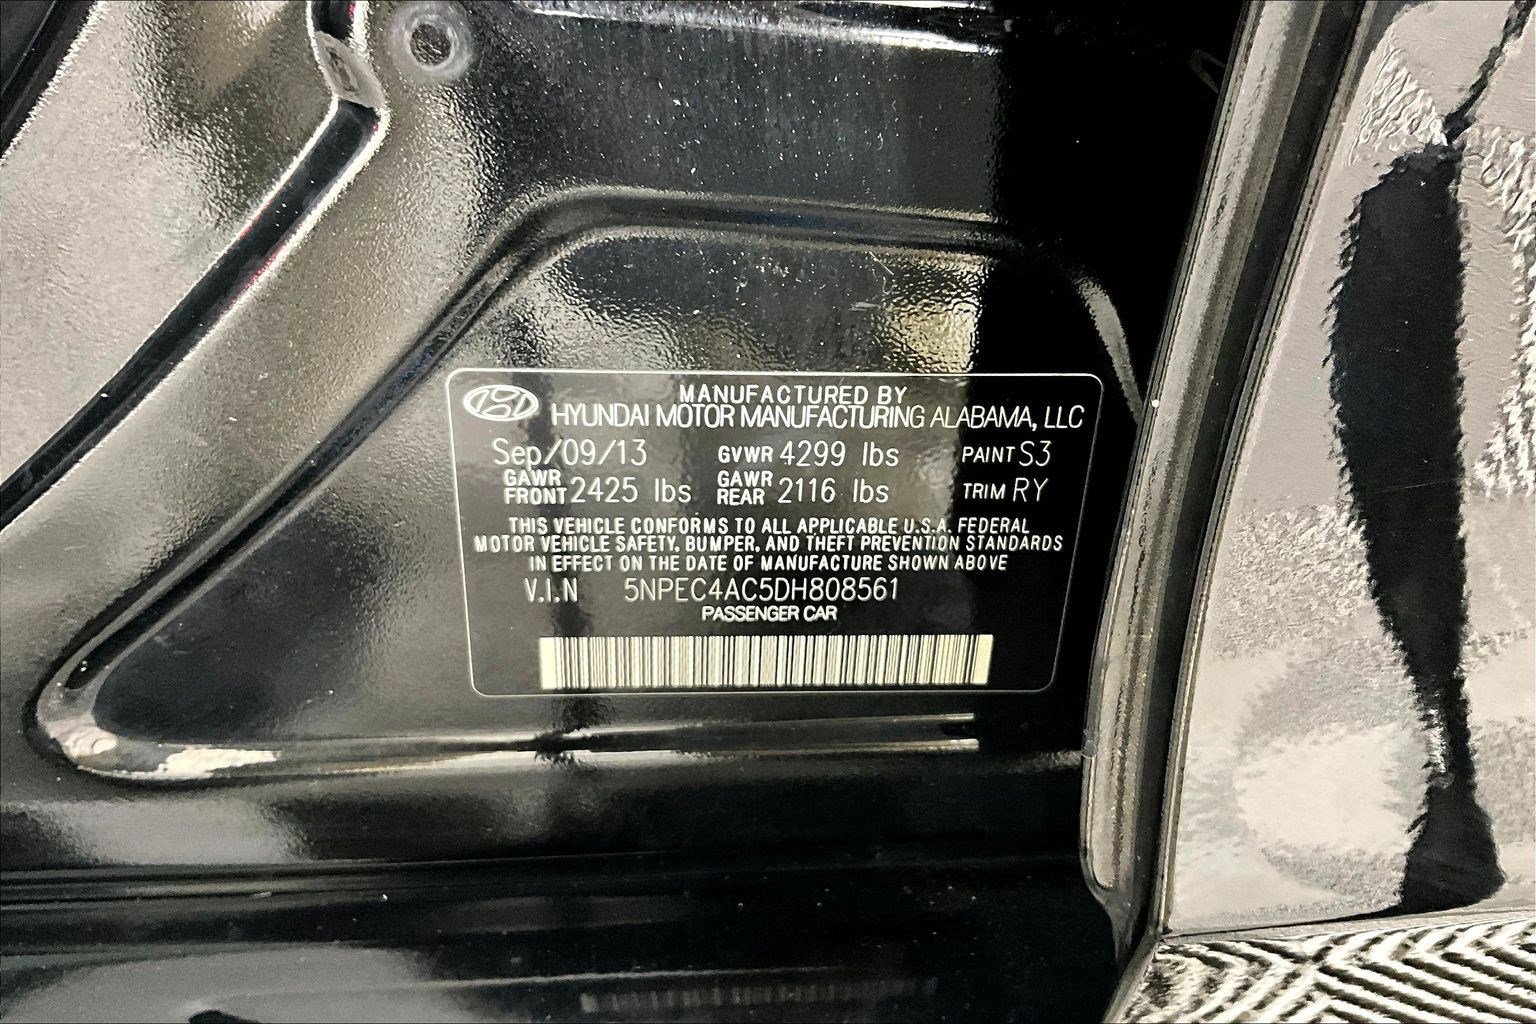 MANUFACTURED BY
HYUNDAI MOTOR MANUFACTURING ALABAMA, LLC
Sep/09/13 GVWR 4299 lbs PAINT S3
GAWR FRONT 2425 lbs GAWR REAR 2116 lbs TRIM RY
THIS VEHICLE CONFORMS TO ALL APPLICABLE U.S.A. FEDERAL
MOTOR VEHICLE SAFETY, BUMPER, AND THEFT PREVENTION STANDARDS
IN EFFECT ON THE DATE OF MANUFACTURE SHOWN ABOVE
V.I.N 5NPEC4AC5DH808561
PASSENGER CAR